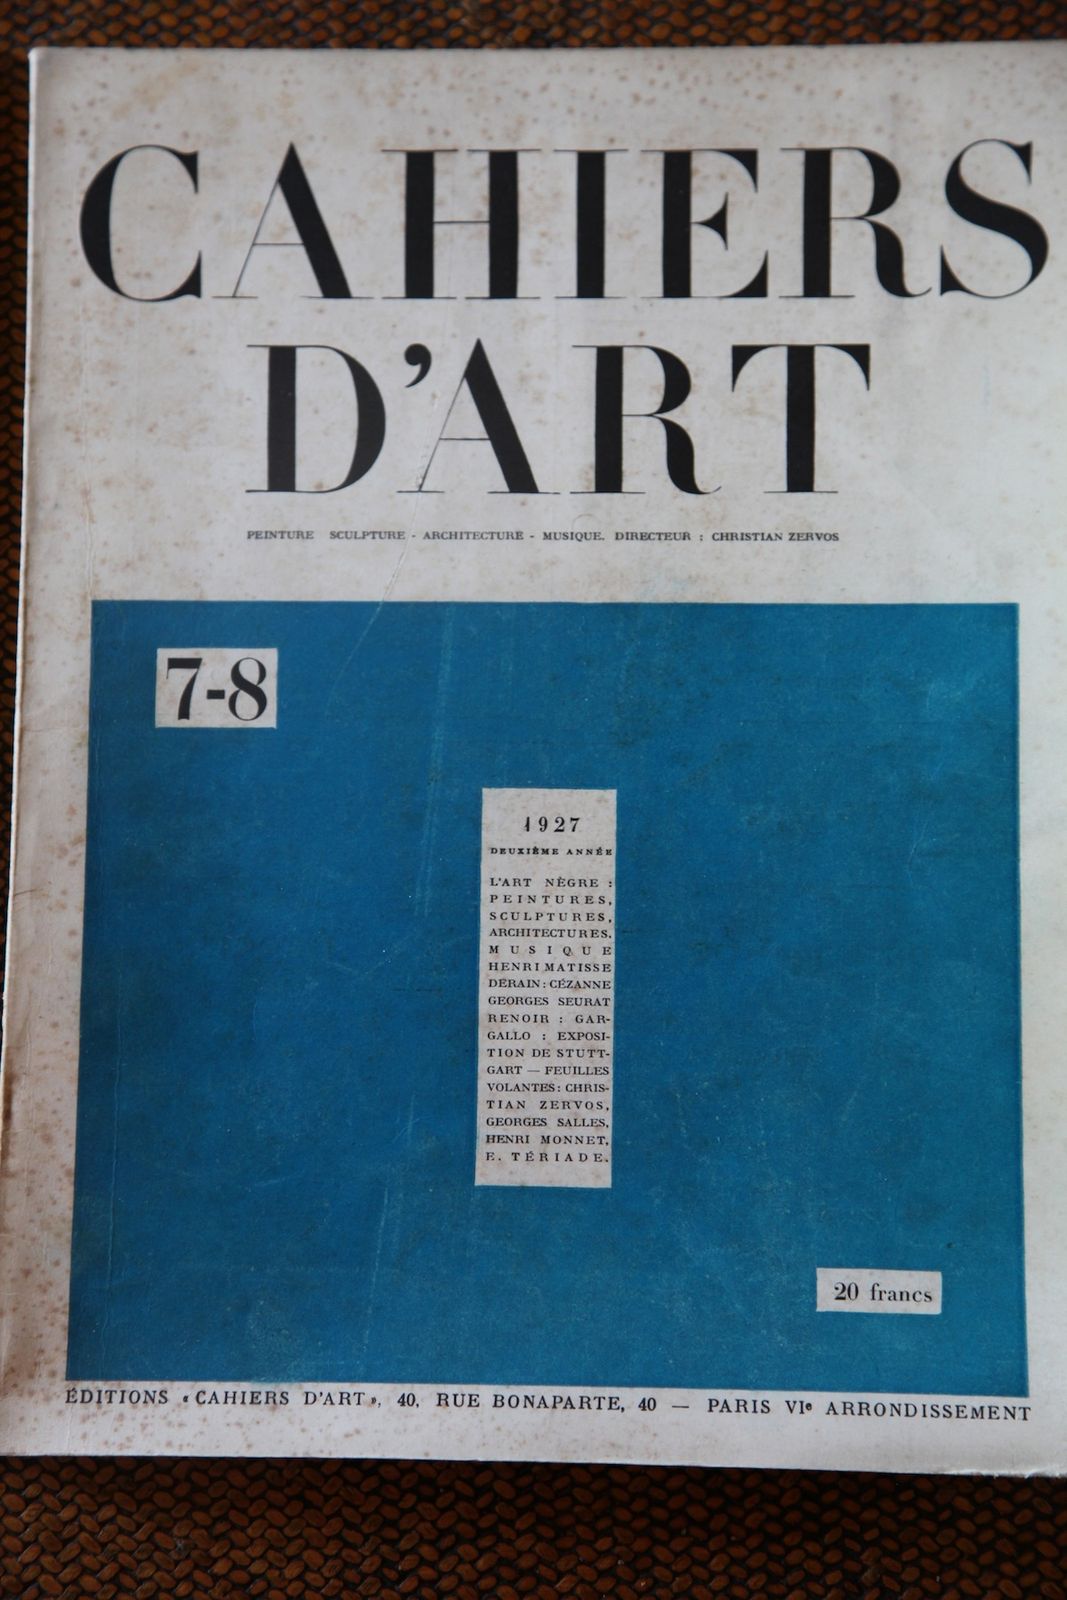 CAHIERS
D'ART
PEINTURE SCULPTURE - ARCHITECTURE - MUSIQUE. DIRECTEUR : CHRISTIAN ZERVOS
7-8
1927
DEUXIÈME ANNÉE
L'ART NÈGRE :
PEINTURES,
SCULPTURES,
ARCHITECTURES.
MUSIQUE
HENRI MATISSE
DERAIN : CÉZANNE
GEORGES SEURAT
RENOIR : GAR-
GALLO : EXPOSI-
TION DE STUTT-
GART — FEUILLES
VOLANTES : CHRIS-
TIAN ZERVOS,
GEORGES SALLES,
HENRI MONNET,
E. TÉRIADE.
20 francs
ÉDITIONS « CAHIERS D'ART », 40, RUE BONAPARTE, 40 — PARIS VIe ARRONDISSEMENT